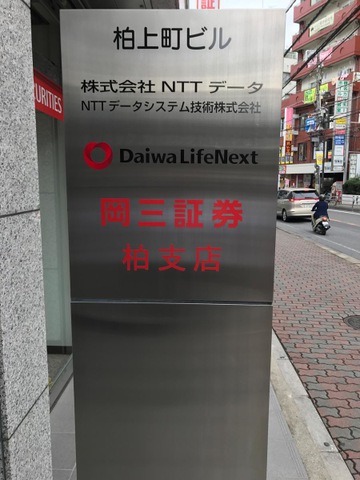 柏上町ビル
株式会社 NTT データ
NTTデータシステム技術株式会社
Daiwa LifeNext
岡三証券
柏支店
URITIES